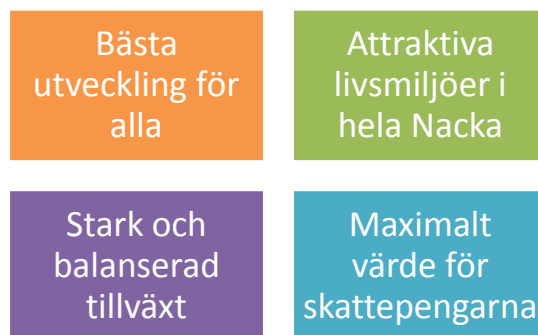 Bästa
utveckling för
alla
Attraktiva
livsmiljöer i
hela Nacka
Stark och
balanserad
tillväxt
Maximalt
värde för
skattepengarna